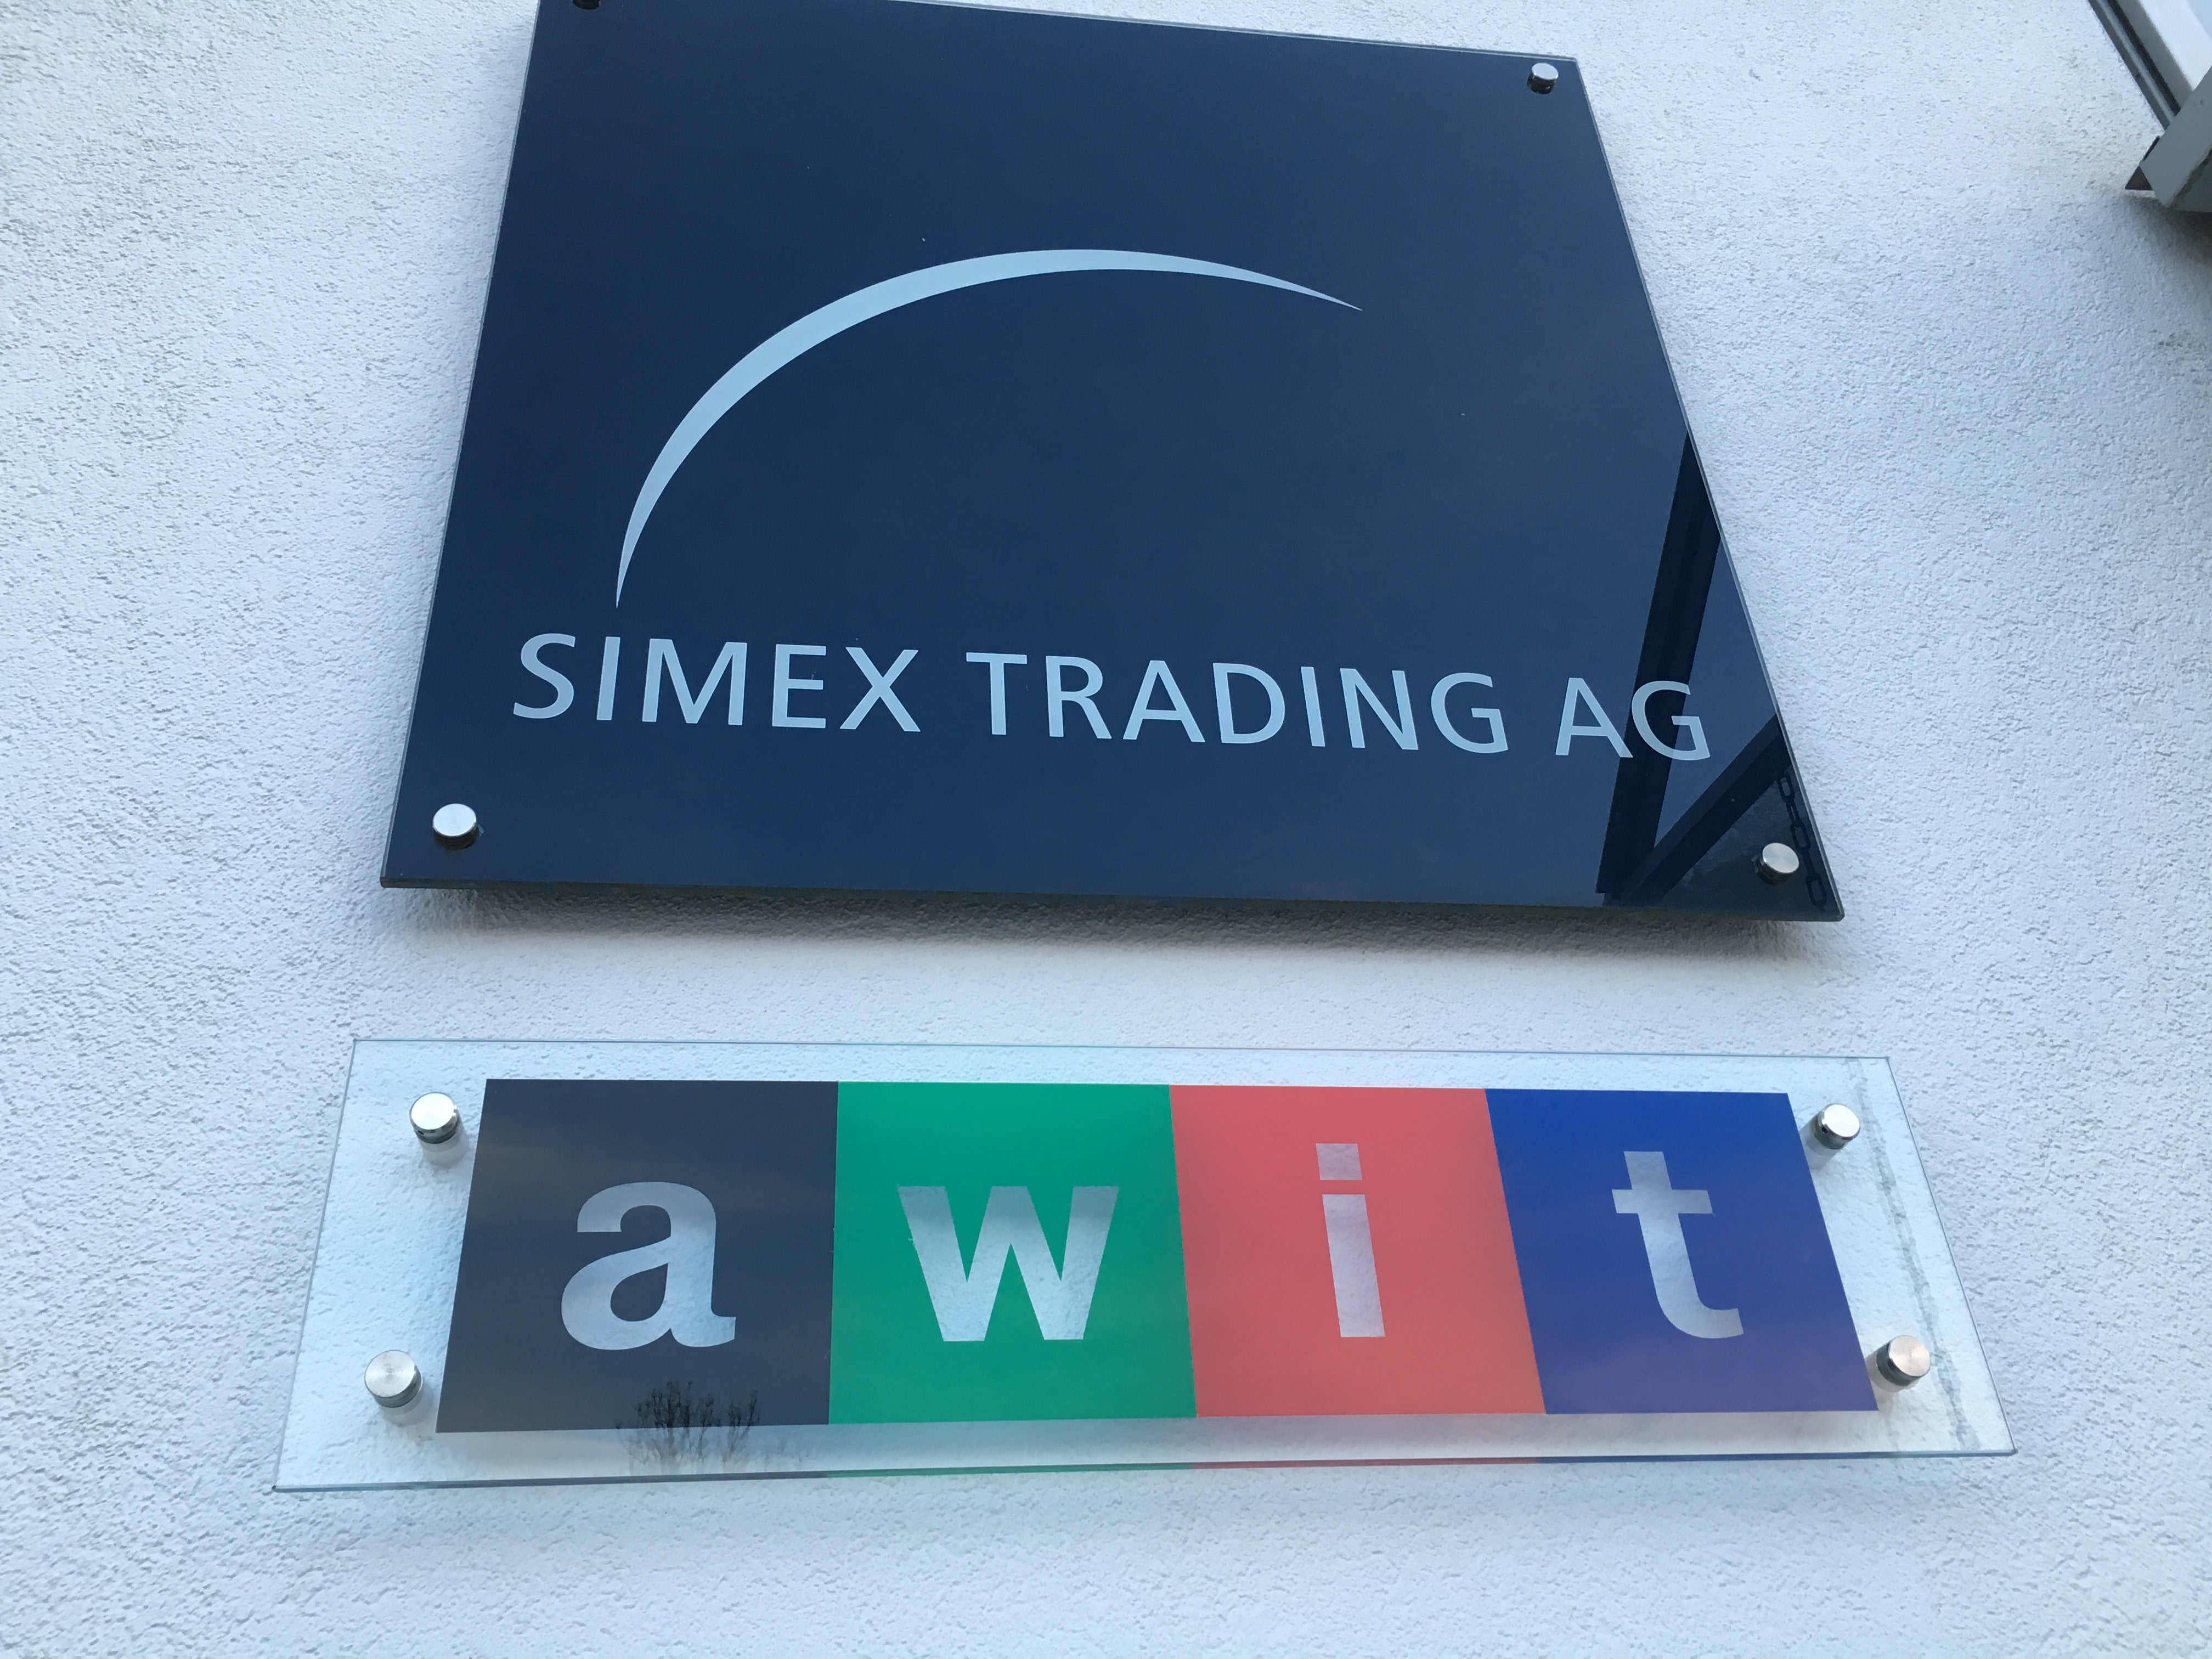 SIMEX TRADING AG
awit